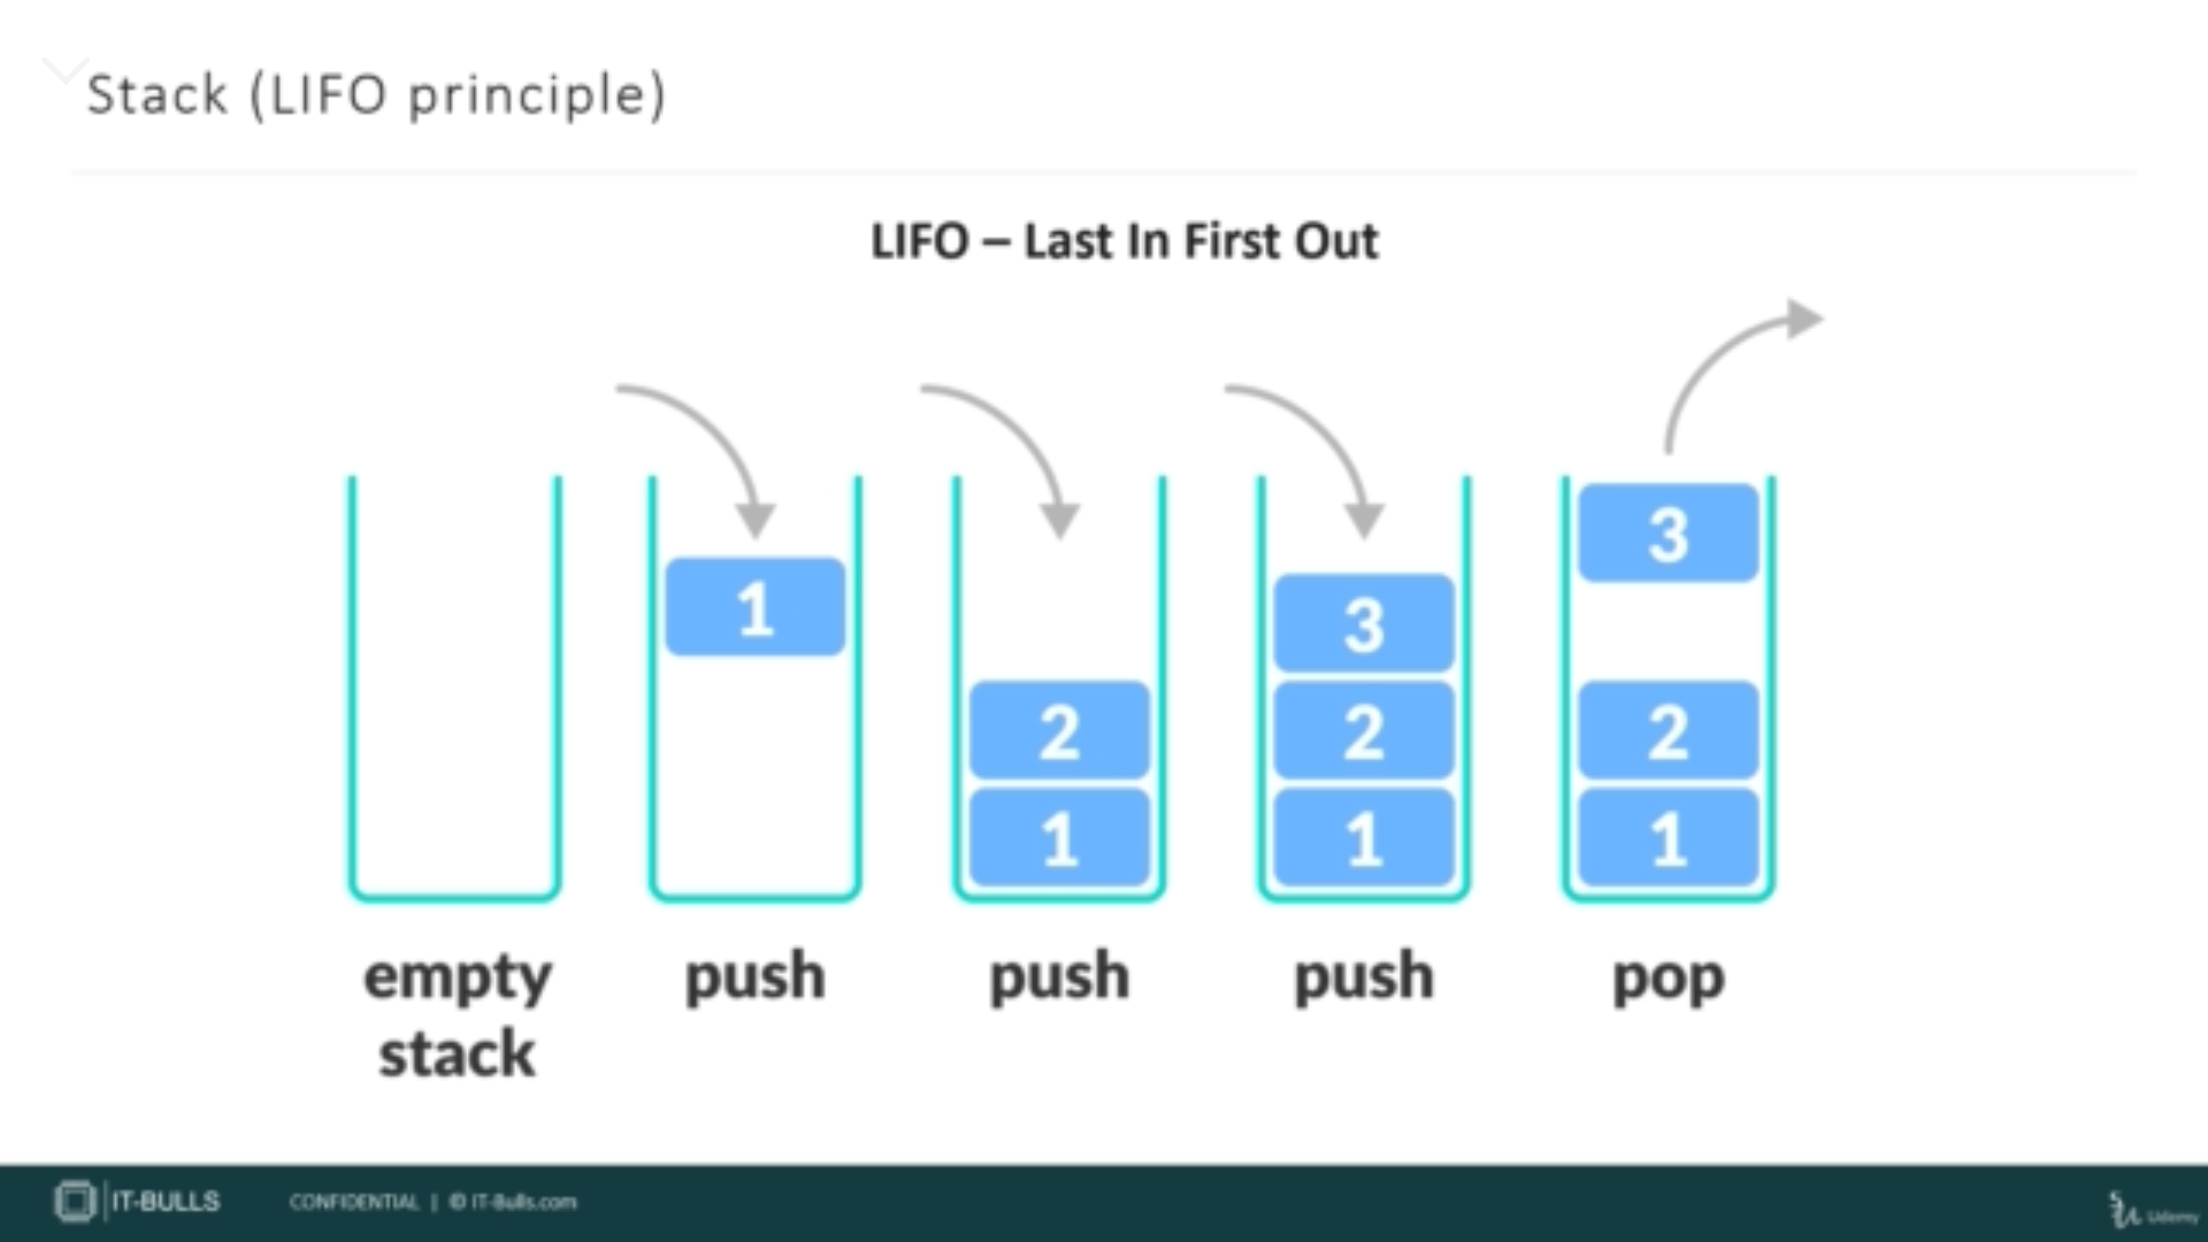 Stack (LIFO principle)
LIFO – Last In First Out
1
2
1
3
2
1
3
2
1
empty
stack
push
push
push
pop
IT-BULLS
CONFIDENTIAL | © IT-Bulls.com
Udemy